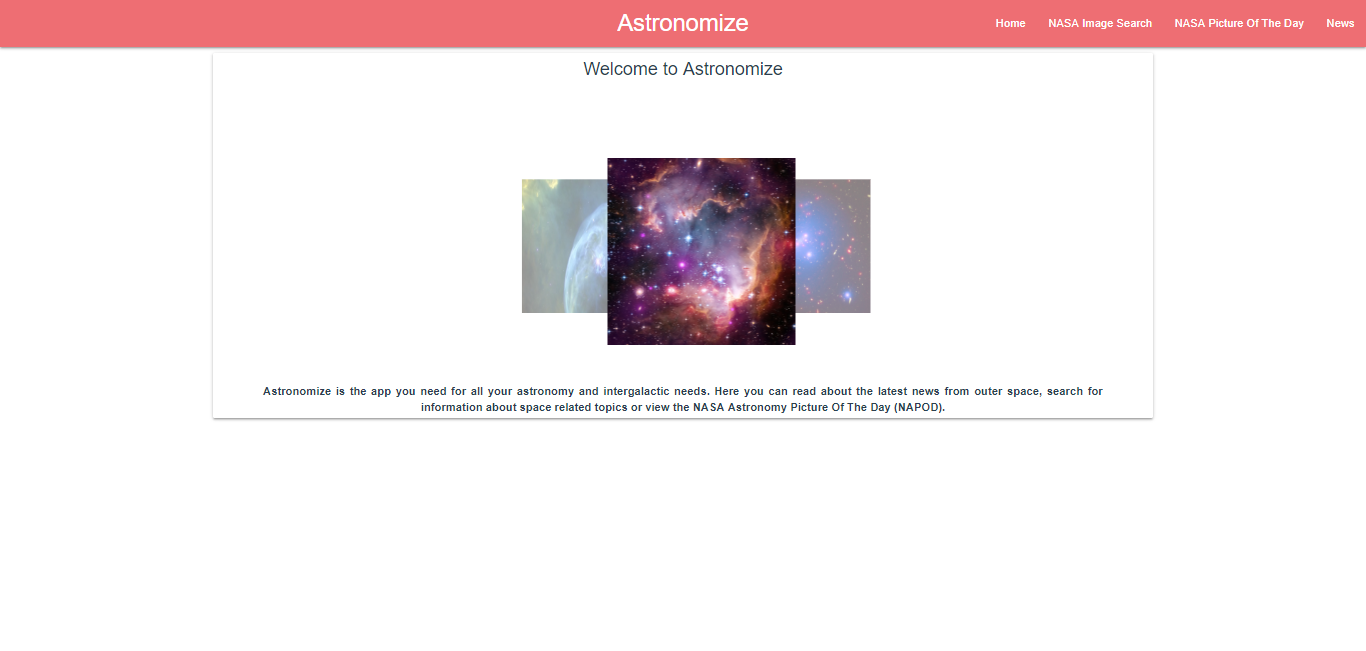 Astronomize
Home NASA Image Search NASA Picture Of The Day News
Welcome to Astronomize
Astronomize is the app you need for all your astronomy and intergalactic needs. Here you can read about the latest news from outer space, search for
information about space related topics or view the NASA Astronomy Picture Of The Day (NAPOD).